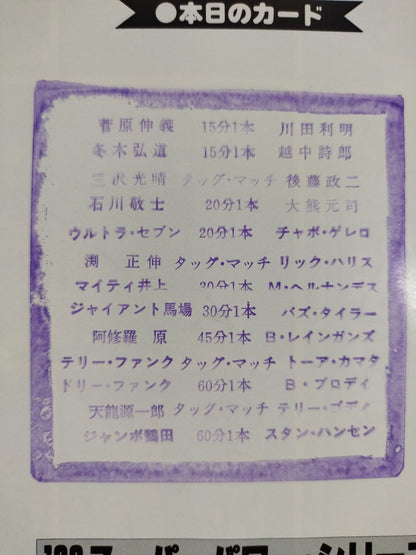 ●本日のカード
菅原伸義 15分1本 川田利明
冬木弘道 15分1本 越中詩郎
三沢光晴 タッグ・マッチ 後藤政二
石川敬士 20分1本 大熊元司
ウルトラ・セブン 20分1本 チャボ・ゲレロ
渕 正伸 タッグ・マッチ リック・ハリス
マイティ井上 30分1本 M・ヘルナンデス
ジャイアント馬場 30分1本 バズ・タイラー
阿修羅 原 45分1本 B・レインガンズ
テリー・ファンク タッグ・マッチ トーア・カマタ
ドリー・ファンク 60分1本 B・ブロディ
天龍源一郎 タッグ・マッチ テリー・ゴディ
ジャンボ鶴田 60分1本 スタン・ハンセン